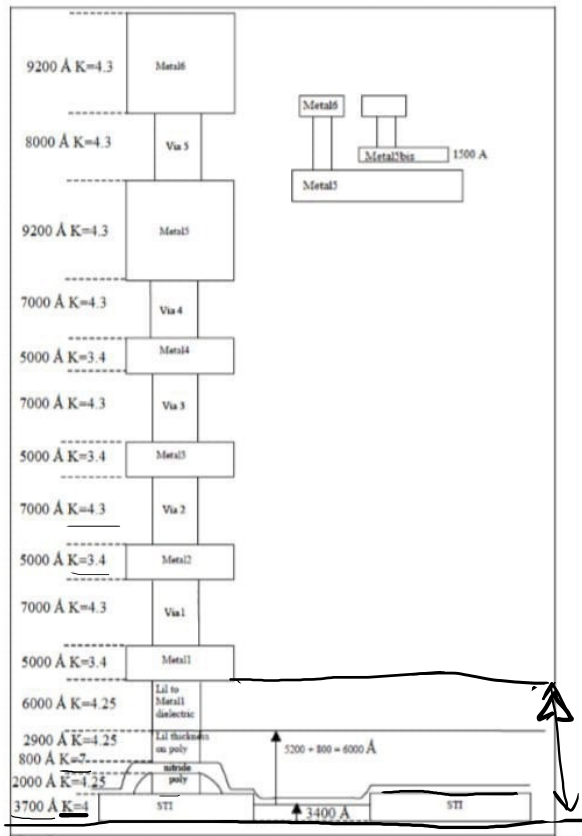 9200 Å K=4.3
Metal6
8000 Å K=4.3
Via 5
9200 Å K=4.3
Metal5
7000 Å K=4.3
Via 4
5000 Å K=3.4
Metal4
7000 Å K=4.3
Via 3
5000 Å K=3.4
Metal3
7000 Å K=4.3
Via 2
5000 Å K=3.4
Metal2
7000 Å K=4.3
Via1
5000 Å K=3.4
Metal1
6000 Å K=4.25
Lil to
Metal1
dielectric
2900 Å K=4.25
Lil thickness
on poly
800 Å K=7
nitride
2000 Å K=4.25
poly
3700 Å K=4
STI
3400 Å
STI
5200 + 800 = 6000 Å
Metal6
Metal5bis
1500 A
Metal5